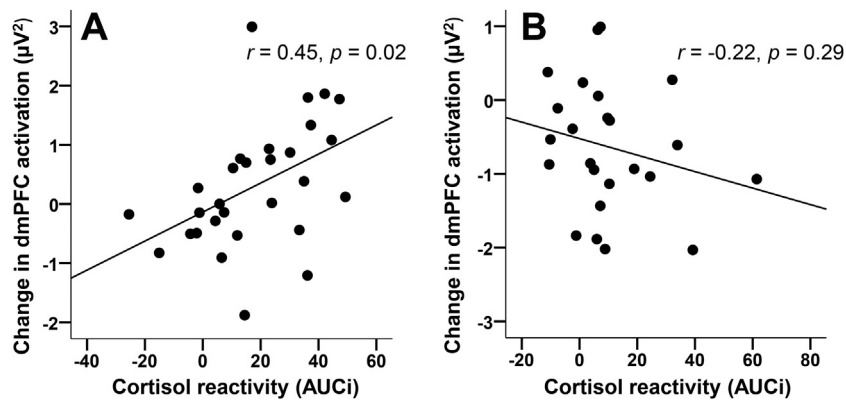 A
r = 0.45, p = 0.02
Change in dmPFC activation (µV²)
3
2
1
0
-1
-2
-40 -20 0 20 40 60
Cortisol reactivity (AUCi)
B
r = -0.22, p = 0.29
Change in dmPFC activation (µV²)
1
0
-1
-2
-3
-20 0 20 40 60 80
Cortisol reactivity (AUCi)